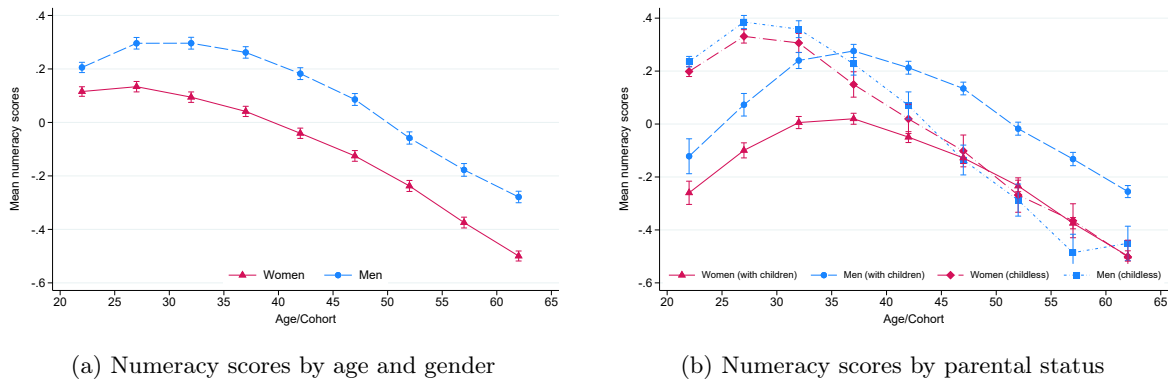 .4
.2
0
-.2
-.4
-.6
Mean numeracy scores
Women Men
20 25 30 35 40 45 50 55 60 65
Age/Cohort
(a) Numeracy scores by age and gender
.4
.2
0
-.2
-.4
-.6
Mean numeracy scores
Women (with children) Men (with children) Women (childless) Men (childless)
20 25 30 35 40 45 50 55 60 65
Age/Cohort
(b) Numeracy scores by parental status